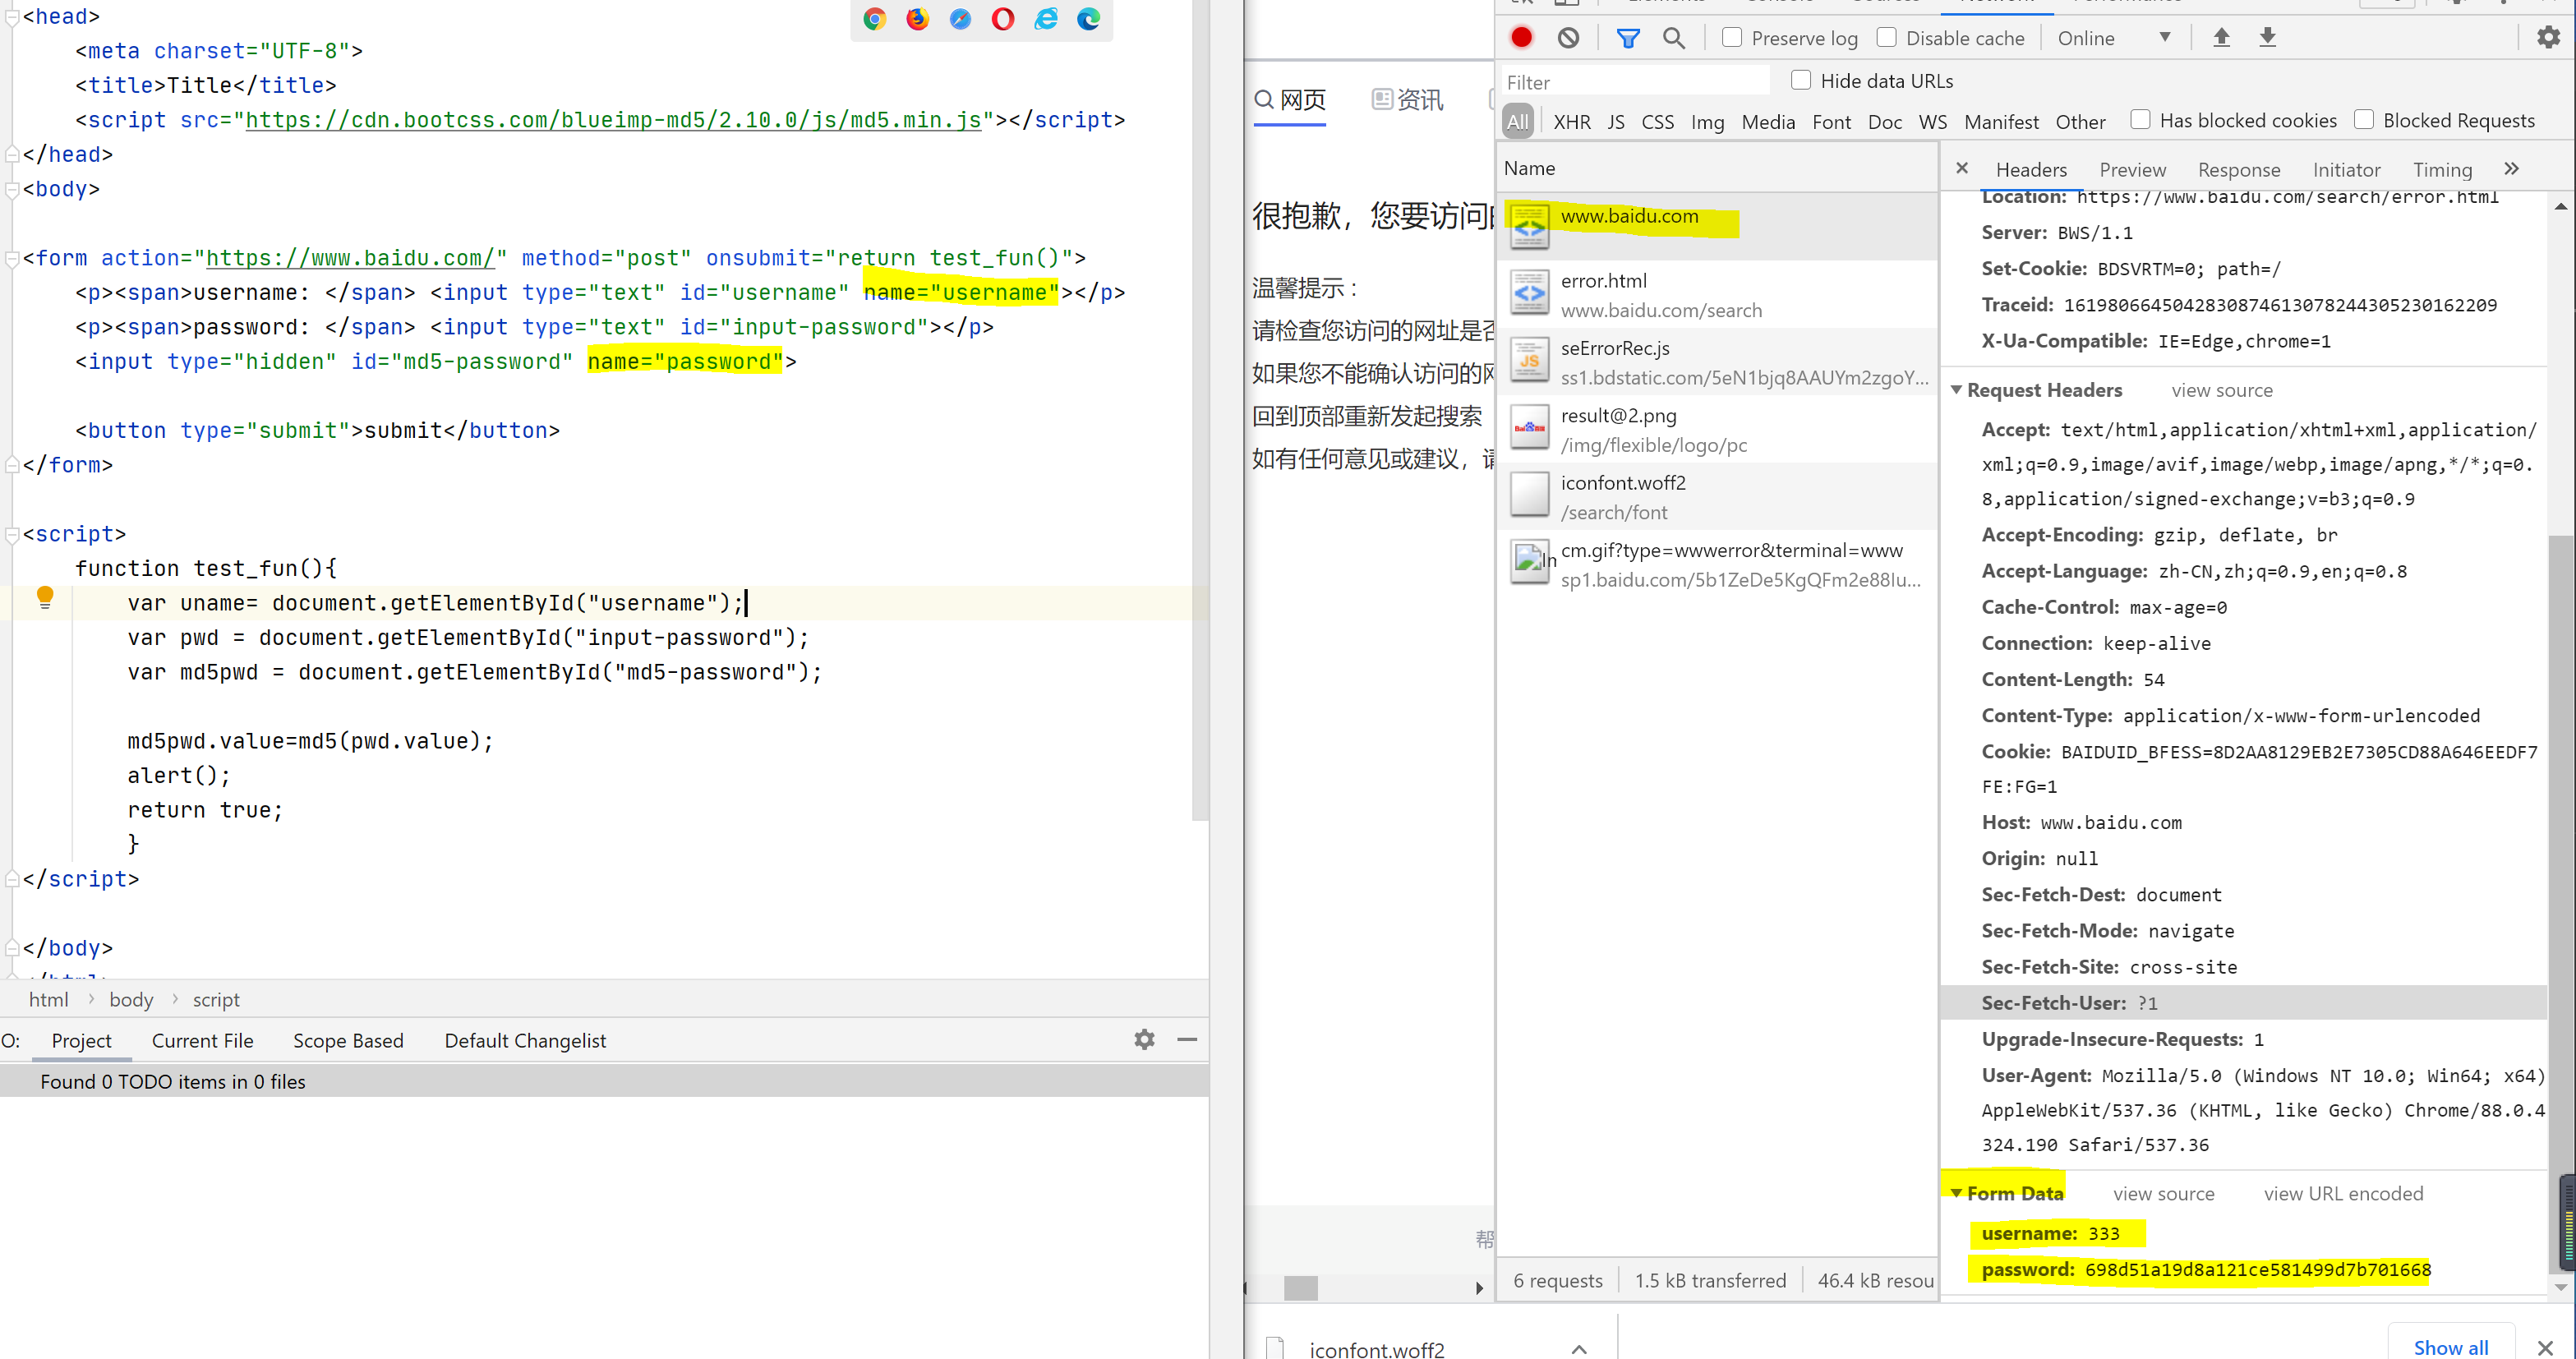 <head>
<meta charset="UTF-8">
<title>Title</title>
<script src="https://cdn.bootcss.com/blueimp-md5/2.10.0/js/md5.min.js"></script>
</head>
<body>
<form action="https://www.baidu.com/" method="post" onsubmit="return test_fun()">
<p><span>username: </span> <input type="text" id="username" name="username"></p>
<p><span>password: </span> <input type="text" id="input-password"></p>
<input type="hidden" id="md5-password" name="password">
<button type="submit">submit</button>
</form>
<script>
function test_fun(){
var uname= document.getElementById("username");
var pwd = document.getElementById("input-password");
var md5pwd = document.getElementById("md5-password");
md5pwd.value=md5(pwd.value);
alert();
return true;
}
</script>
</body>
html › body › script
O: Project Current File Scope Based Default Changelist
Found 0 TODO items in 0 files
网页 资讯
很抱歉，您要访问
温馨提示：
请检查您访问的网址是否
如果您不能确认访问的网
回到顶部重新发起搜索
如有任何意见或建议，请
帮
Preserve log Disable cache Online
Filter Hide data URLs
All XHR JS CSS Img Media Font Doc WS Manifest Other Has blocked cookies Blocked Requests
Name
www.baidu.com
error.html
www.baidu.com/search
seErrorRec.js
ss1.bdstatic.com/5eN1bjq8AAUYm2zgoY...
result@2.png
/img/flexible/logo/pc
iconfont.woff2
/search/font
cm.gif?type=wwwerror&terminal=www
sp1.baidu.com/5b1ZeDe5KgQFm2e88Iu...
6 requests 1.5 kB transferred 46.4 kB resou
Headers Preview Response Initiator Timing
Location: https://www.baidu.com/search/error.html
Server: BWS/1.1
Set-Cookie: BDSVRTM=0; path=/
Traceid: 1619806645042830874613078244305230162209
X-Ua-Compatible: IE=Edge,chrome=1
Request Headers view source
Accept: text/html,application/xhtml+xml,application/
xml;q=0.9,image/avif,image/webp,image/apng,*/*;q=0.
8,application/signed-exchange;v=b3;q=0.9
Accept-Encoding: gzip, deflate, br
Accept-Language: zh-CN,zh;q=0.9,en;q=0.8
Cache-Control: max-age=0
Connection: keep-alive
Content-Length: 54
Content-Type: application/x-www-form-urlencoded
Cookie: BAIDUID_BFESS=8D2AA8129EB2E7305CD88A646EEDF7
FE:FG=1
Host: www.baidu.com
Origin: null
Sec-Fetch-Dest: document
Sec-Fetch-Mode: navigate
Sec-Fetch-Site: cross-site
Sec-Fetch-User: ?1
Upgrade-Insecure-Requests: 1
User-Agent: Mozilla/5.0 (Windows NT 10.0; Win64; x64)
AppleWebKit/537.36 (KHTML, like Gecko) Chrome/88.0.4
324.190 Safari/537.36
Form Data view source view URL encoded
username: 333
password: 698d51a19d8a121ce581499d7b701668
iconfont.woff2
Show all